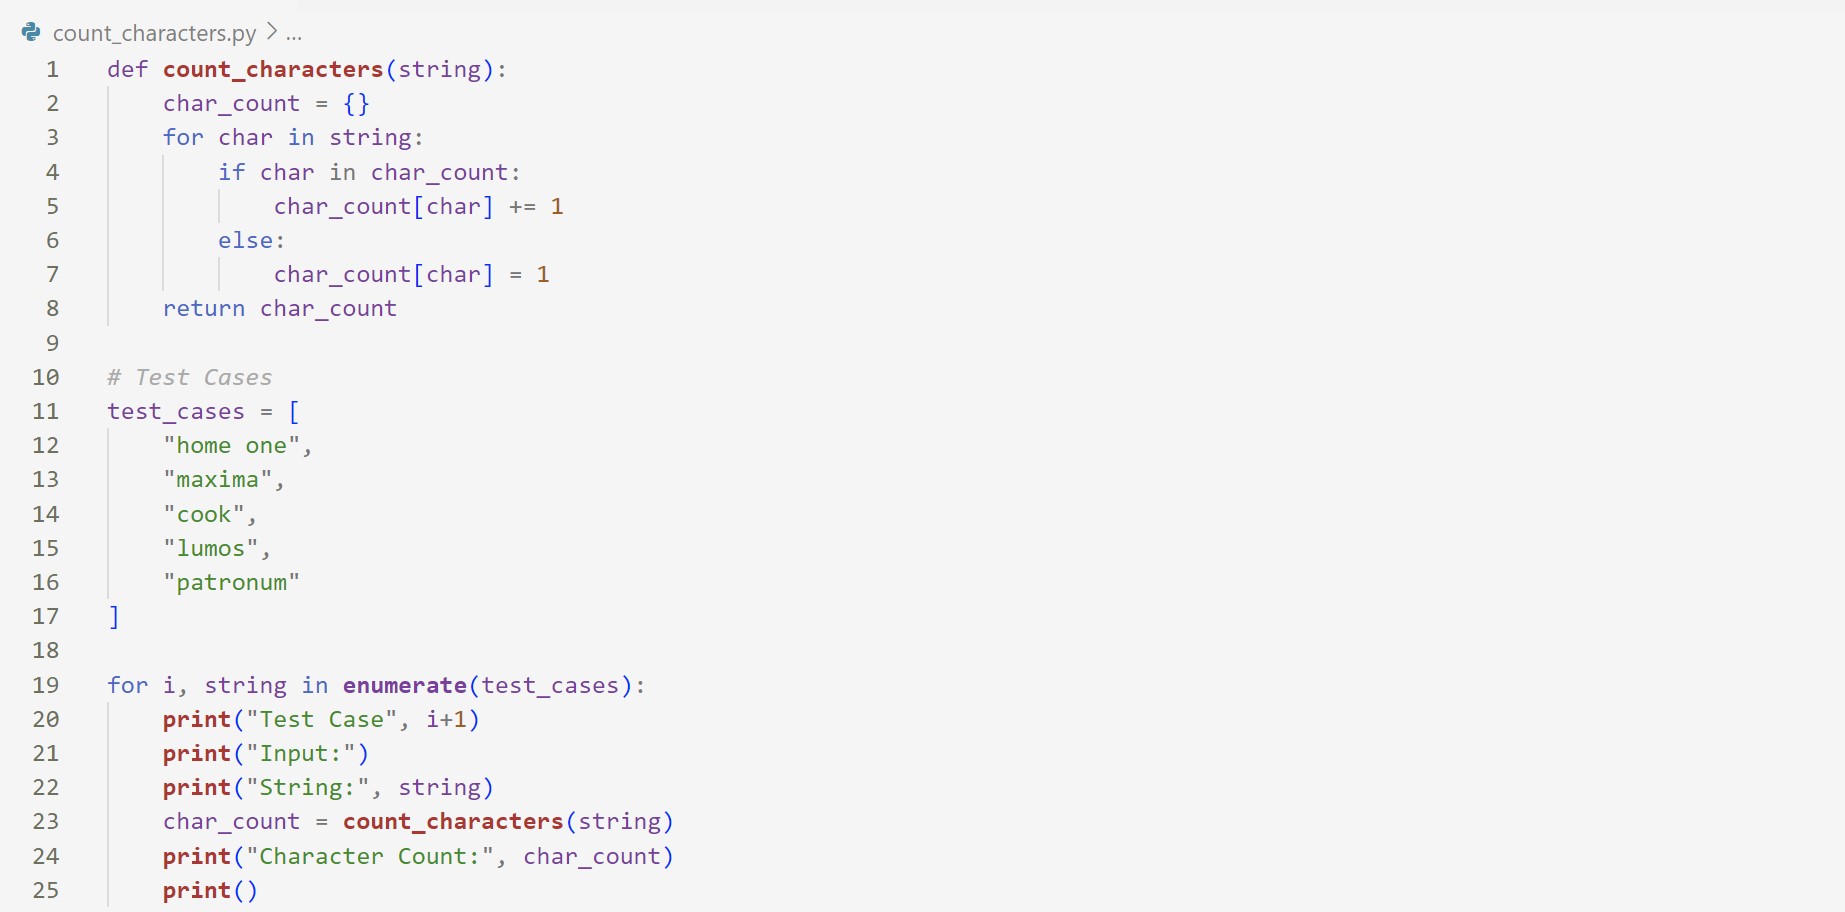 count_characters.py > ...
1 def count_characters(string):
2     char_count = {}
3     for char in string:
4         if char in char_count:
5             char_count[char] += 1
6         else:
7             char_count[char] = 1
8     return char_count
9
10 # Test Cases
11 test_cases = [
12     "home one",
13     "maxima",
14     "cook",
15     "lumos",
16     "patronum"
17 ]
18
19 for i, string in enumerate(test_cases):
20     print("Test Case", i+1)
21     print("Input:")
22     print("String:", string)
23     char_count = count_characters(string)
24     print("Character Count:", char_count)
25     print()